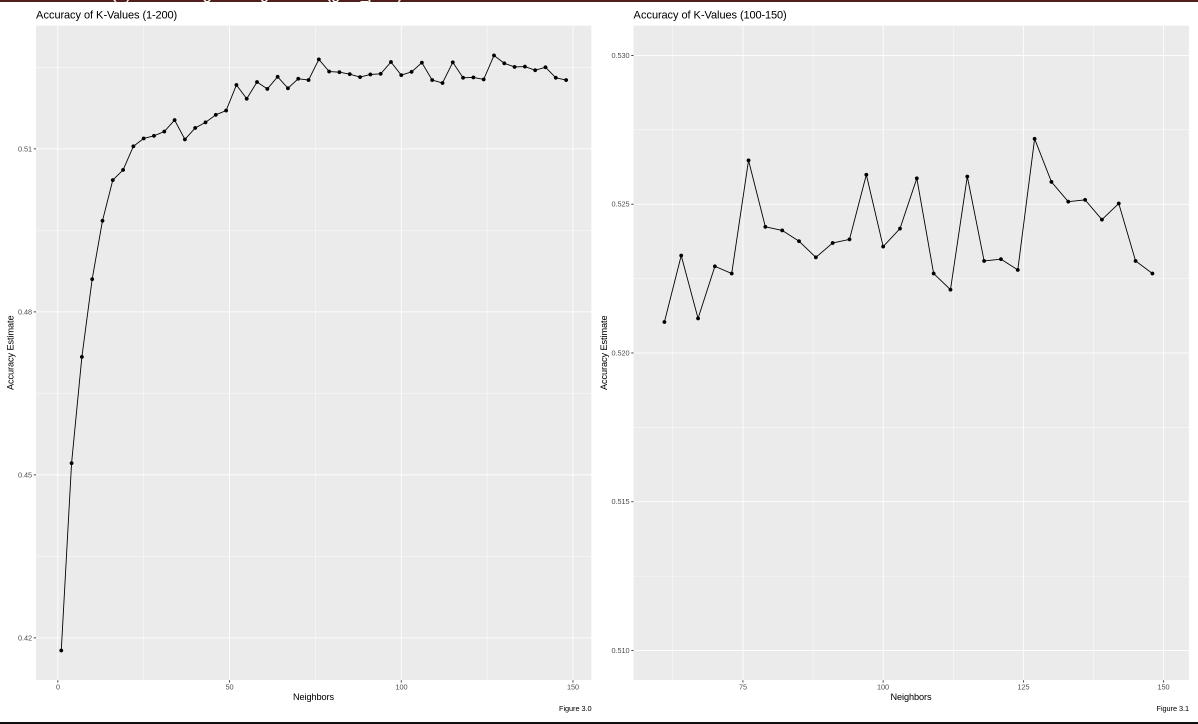 Accuracy of K-Values (1-200)
Accuracy Estimate
0.51
0.48
0.45
0.42
0
50
100
150
Neighbors
Figure 3.0
Accuracy of K-Values (100-150)
Accuracy Estimate
0.530
0.525
0.520
0.515
0.510
75
100
125
150
Neighbors
Figure 3.1